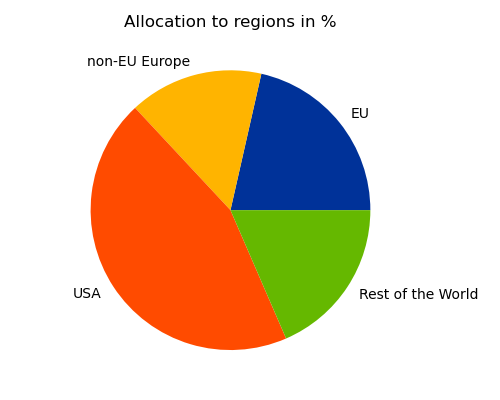 Allocation to regions in %
non-EU Europe
EU
USA
Rest of the World